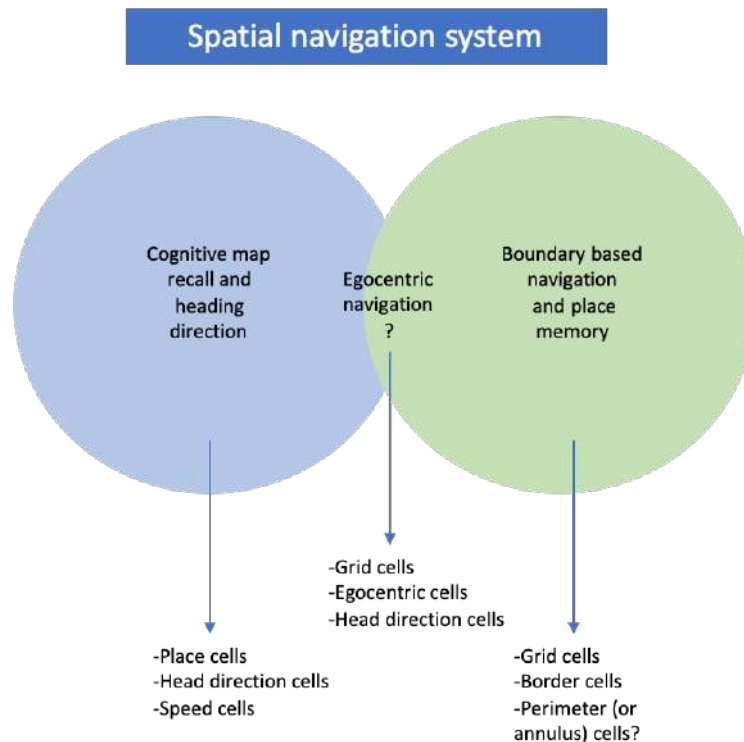 Spatial navigation system
Cognitive map
recall and
heading
direction
Egocentric
navigation
?
Boundary based
navigation
and place
memory
-Grid cells
-Egocentric cells
-Head direction cells
-Place cells
-Head direction cells
-Speed cells
-Grid cells
-Border cells
-Perimeter (or
annulus) cells?